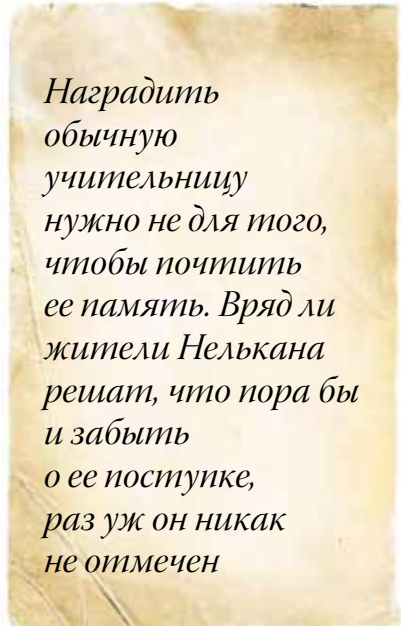 Наградить
обычную
учительницу
нужно не для того,
чтобы почтить
ее память. Вряд ли
жители Нелькана
решат, что пора бы
и забыть
о ее поступке,
раз уж он никак
не отмечен